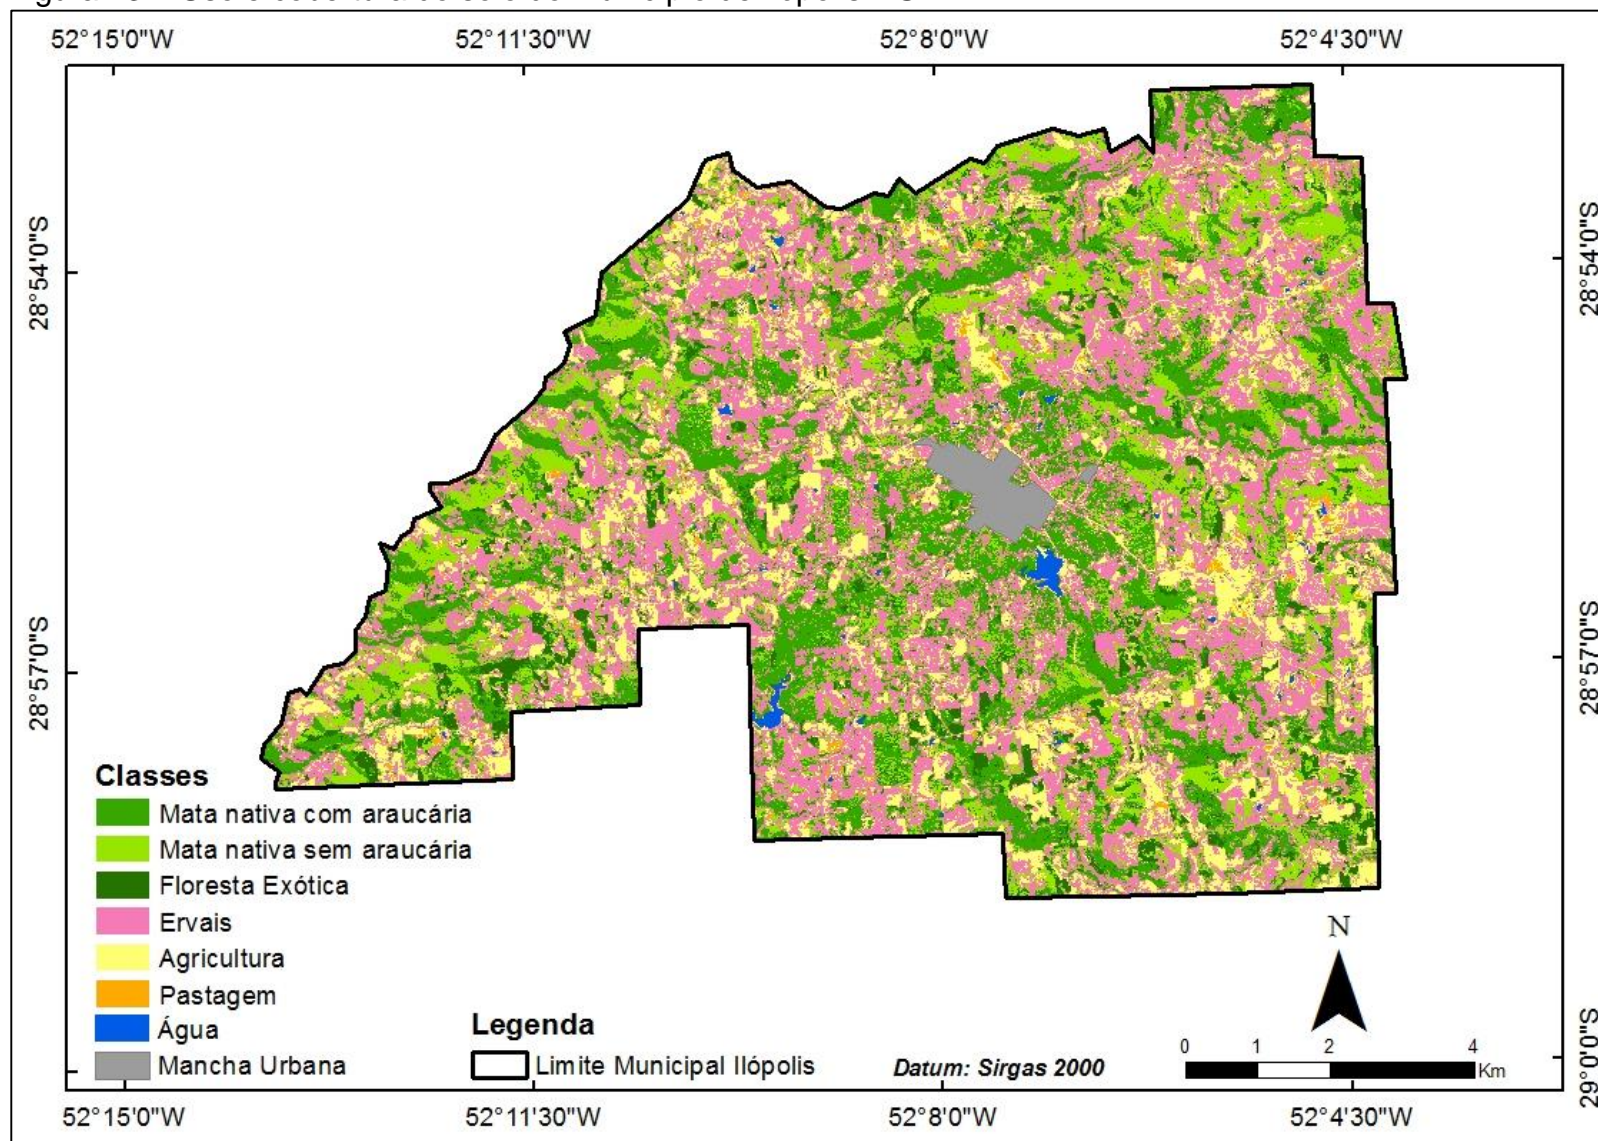 52°15'0"W 52°11'30"W 52°8'0"W 52°4'30"W
28°54'0"S
28°54'0"S
28°57'0"S
28°57'0"S
29°0'0"S
Classes
Mata nativa com araucária
Mata nativa sem araucária
Floresta Exótica
Ervais
Agricultura
Pastagem
Água
Mancha Urbana
Legenda
Limite Municipal Ilópolis
Datum: Sirgas 2000
N
0 1 2 4
Km
52°15'0"W 52°11'30"W 52°8'0"W 52°4'30"W